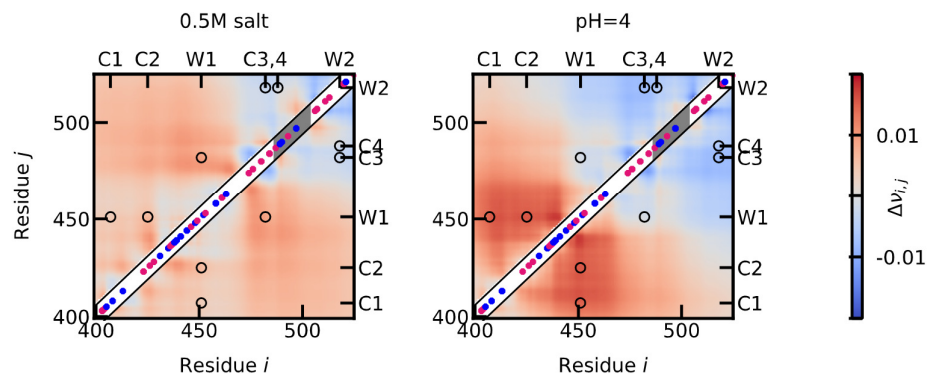 0.5M salt
pH=4
C1 C2 W1 C3,4 W2
C1 C2 W1 C3,4 W2
Residue j
500
450
400
W2
C4
C3
W1
C2
C1
500
450
400
W2
C4
C3
W1
C2
C1
0.01
-0.01
Δν_{i,j}
400 450 500
400 450 500
Residue i
Residue i